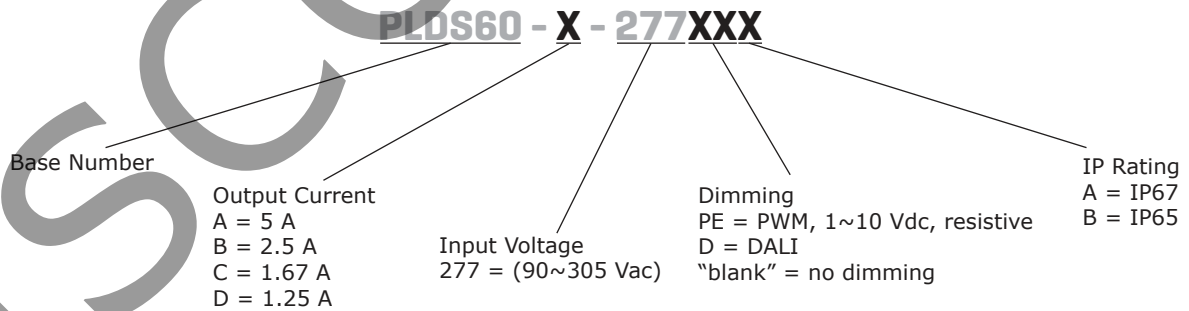 PLDS60 - X - 277XXX
Base Number
Output Current
A = 5 A
B = 2.5 A
C = 1.67 A
D = 1.25 A
Input Voltage
277 = (90~305 Vac)
Dimming
PE = PWM, 1~10 Vdc, resistive
D = DALI
“blank” = no dimming
IP Rating
A = IP67
B = IP65